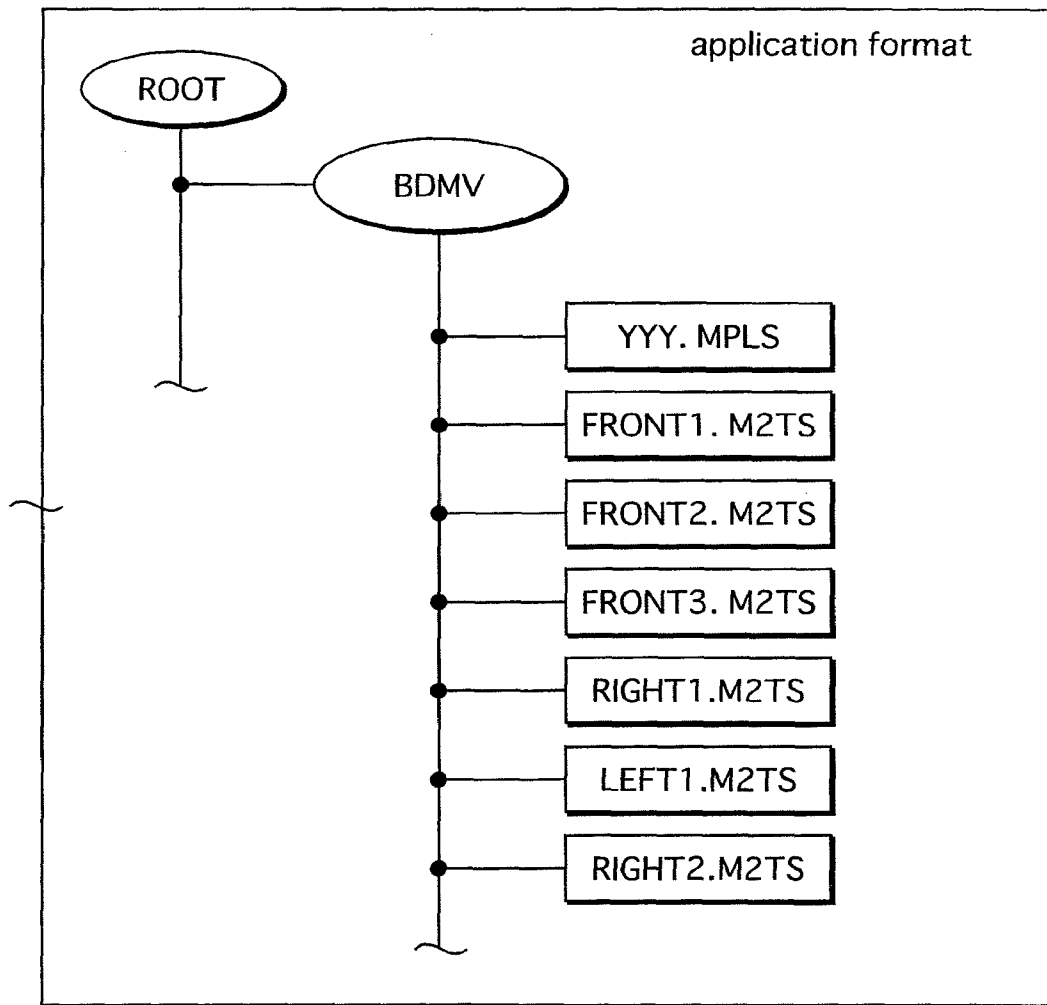 application format
ROOT
BDMV
YYY. MPLS
FRONT1. M2TS
FRONT2. M2TS
FRONT3. M2TS
RIGHT1.M2TS
LEFT1.M2TS
RIGHT2.M2TS